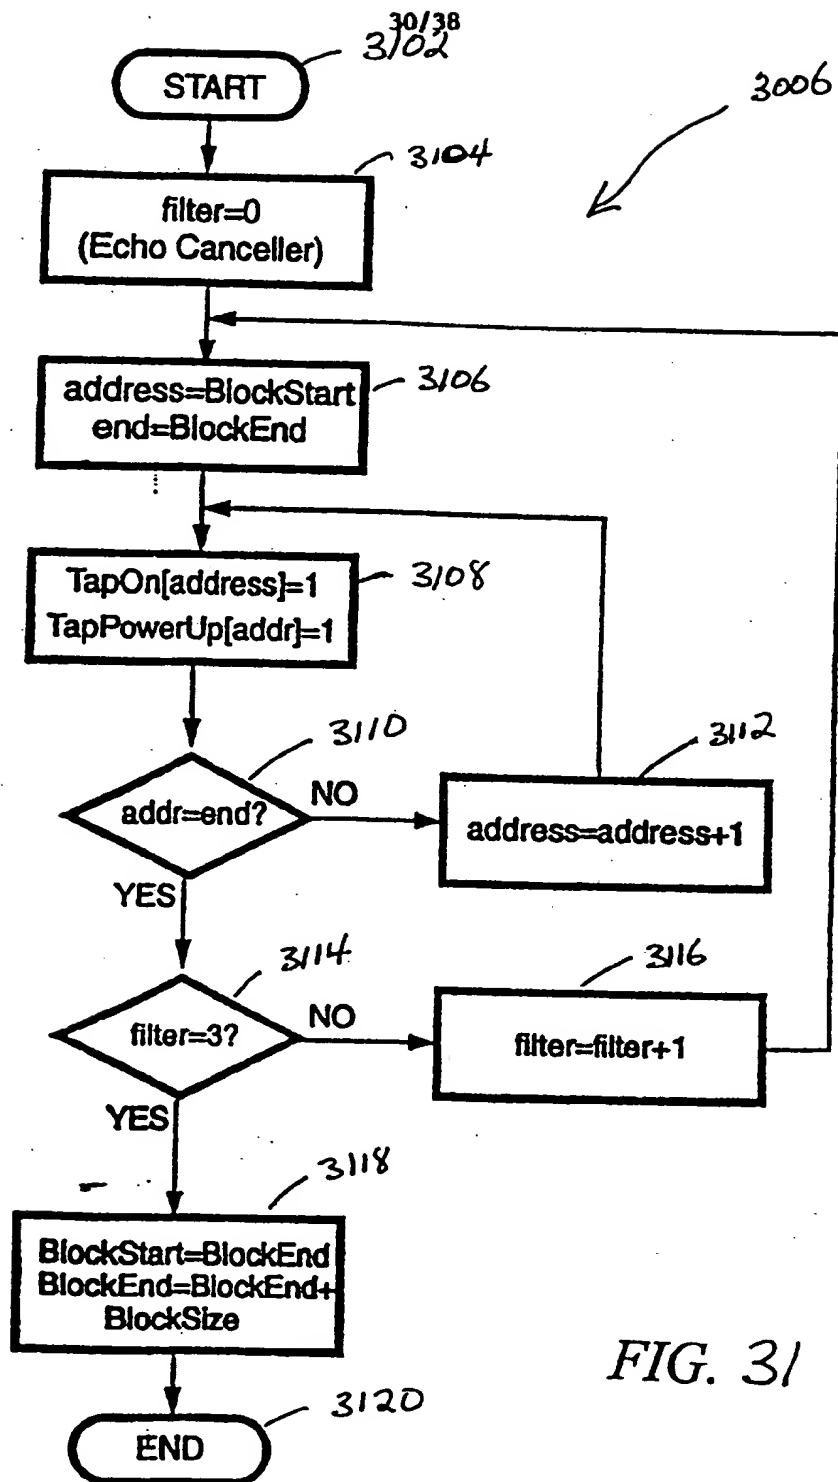 30/38
3102
START
3006
3104
filter=0
(Echo Canceller)
address=BlockStart
end=BlockEnd
3106
TapOn[address]=1
TapPowerUp[addr]=1
3108
3110
addr=end?
NO
3112
address=address+1
YES
3114
filter=3?
NO
3116
filter=filter+1
YES
3118
BlockStart=BlockEnd
BlockEnd=BlockEnd+
BlockSize
FIG. 31
3120
END